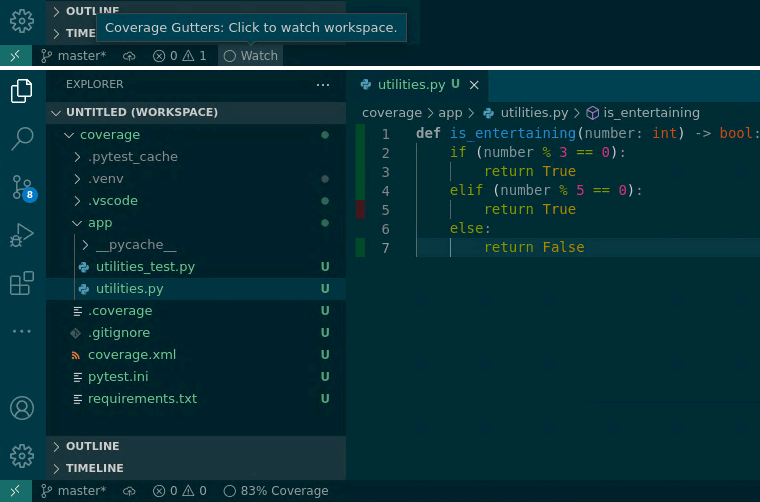 OUTLINE
TIME
Coverage Gutters: Click to watch workspace.
master* 0 1 Watch
EXPLORER ···
utilities.py U
UNTITLED (WORKSPACE)
coverage > app > utilities.py > is_entertaining
coverage
.pytest_cache
.venv
.vscode
app
__pycache__
utilities_test.py U
utilities.py U
.coverage U
.gitignore U
coverage.xml U
pytest.ini U
requirements.txt U
8
1 def is_entertaining(number: int) -> bool:
2 if (number % 3 == 0):
3 return True
4 elif (number % 5 == 0):
5 return True
6 else:
7 return False
OUTLINE
TIMELINE
master* 0 0 83% Coverage